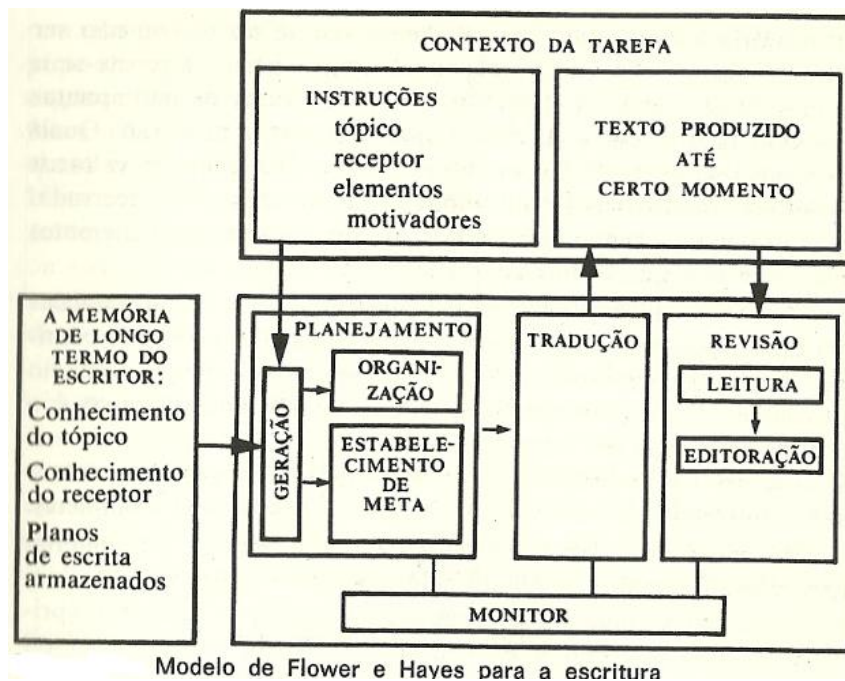 CONTEXTO DA TAREFA
INSTRUÇÕES
tópico
receptor
elementos
motivadores
TEXTO PRODUZIDO
ATÉ
CERTO MOMENTO
A MEMÓRIA
DE LONGO
TERMO DO
ESCRITOR:
Conhecimento
do tópico
Conhecimento
do receptor
Planos
de escrita
armazenados
PLANEJAMENTO
GERAÇÃO
ORGANI-
ZAÇÃO
ESTABELE-
CIMENTO
DE
META
TRADUÇÃO
REVISÃO
LEITURA
EDITORAÇÃO
MONITOR
Modelo de Flower e Hayes para a escritura